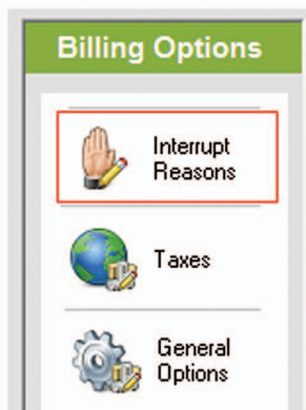 Billing Options
Interrupt
Reasons
Taxes
General
Options